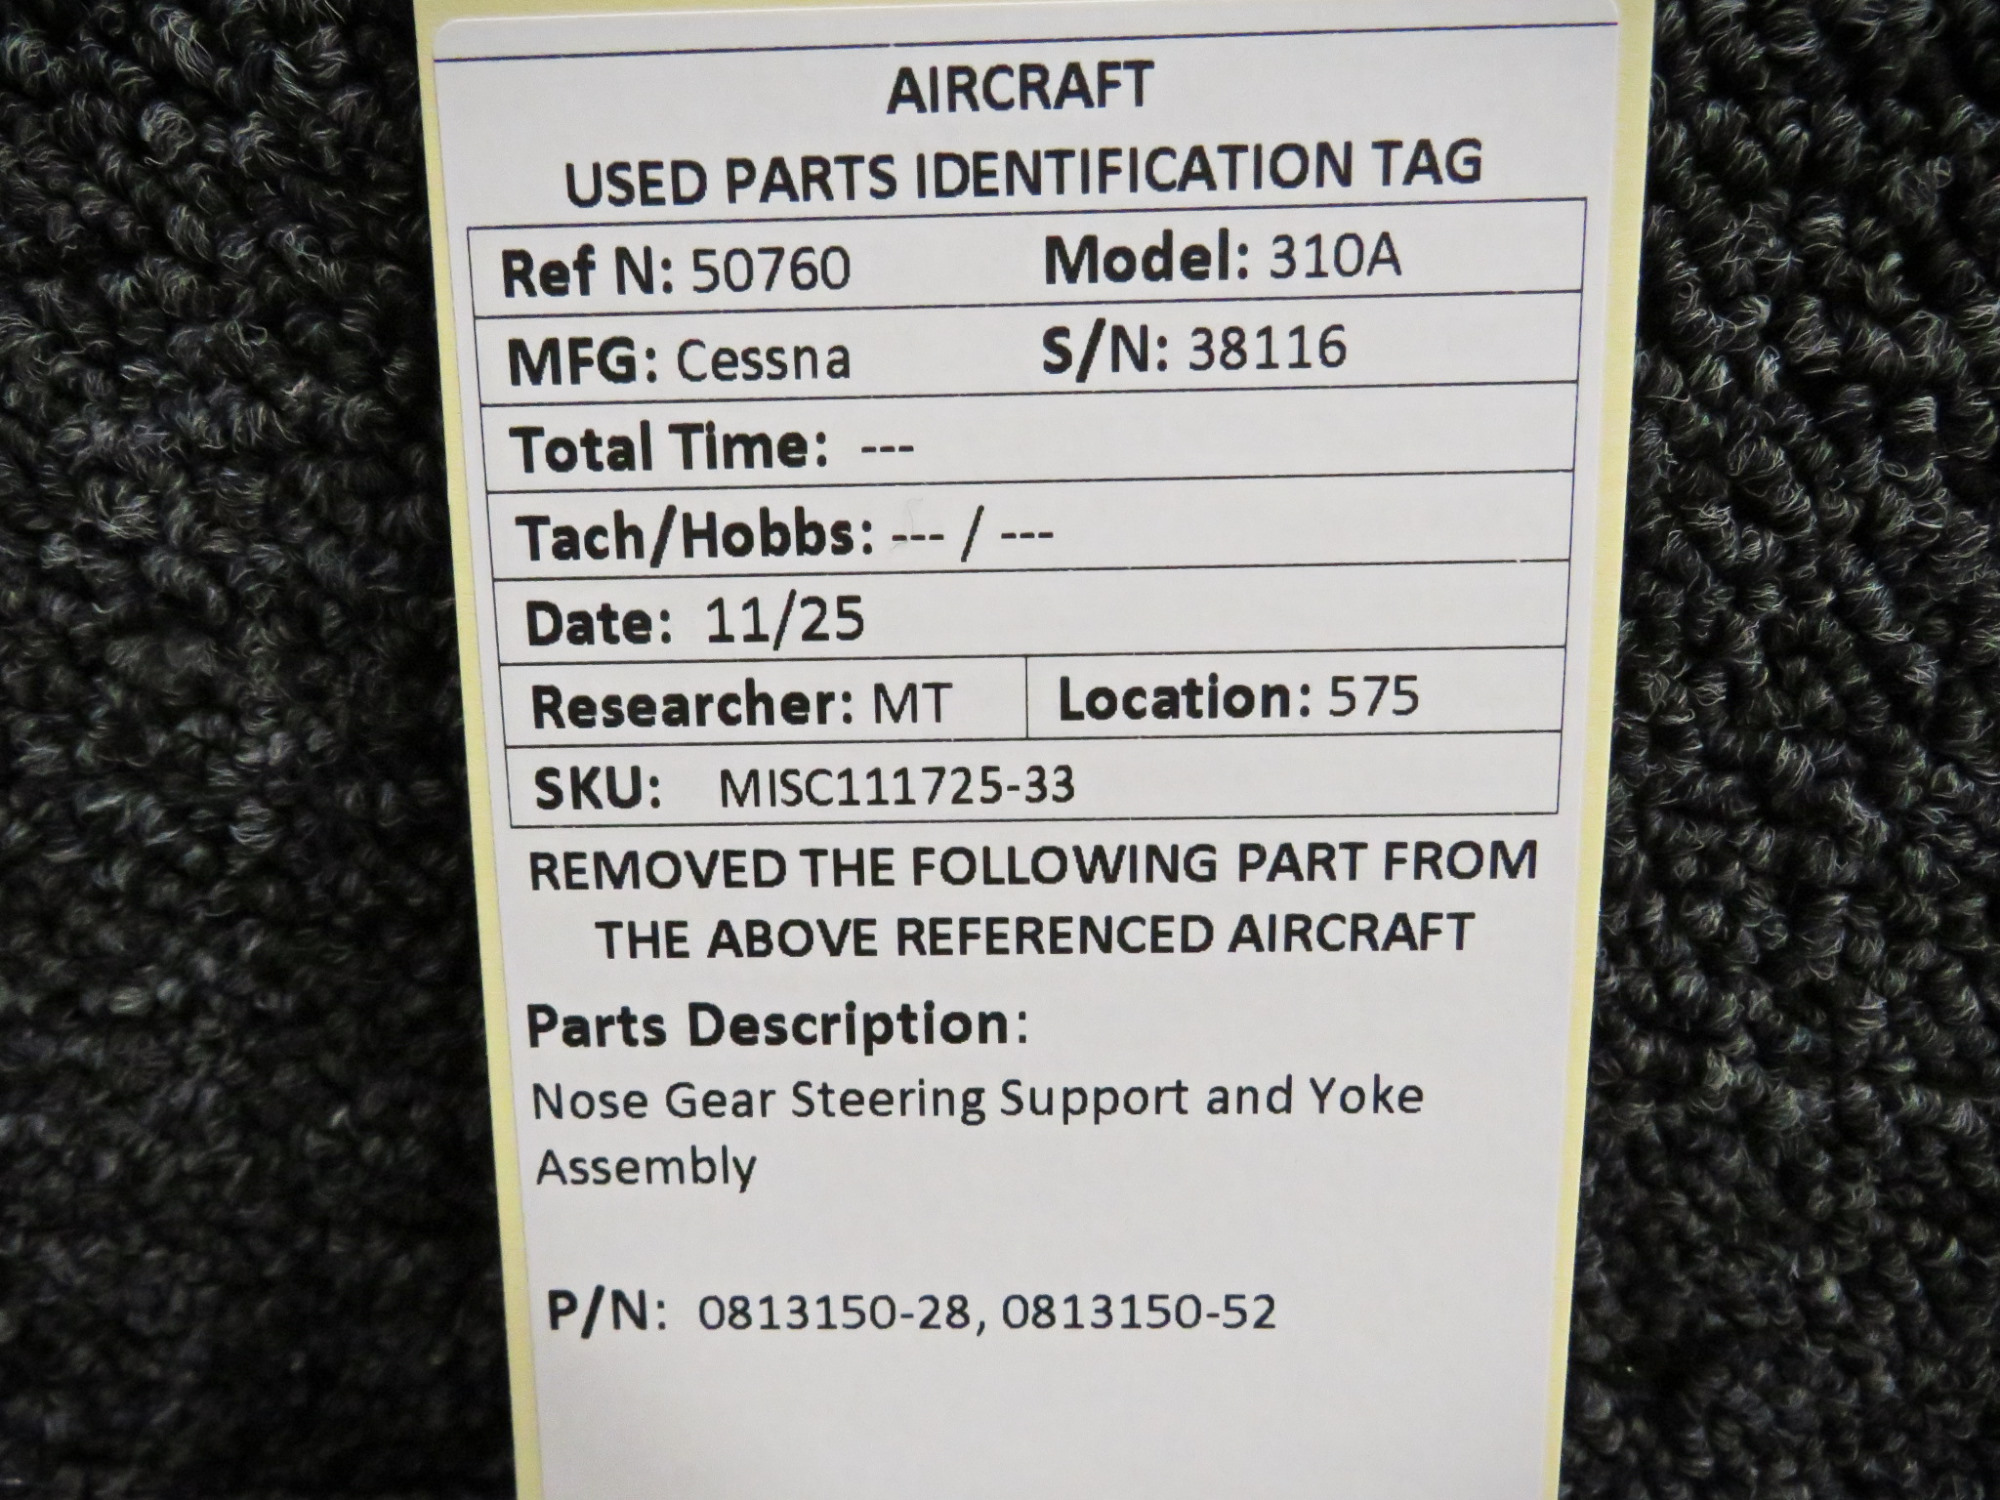 AIRCRAFT
USED PARTS IDENTIFICATION TAG
Ref N: 50760 Model: 310A
MFG: Cessna S/N: 38116
Total Time: ---
Tach/Hobbs: --- / ---
Date: 11/25
Researcher: MT Location: 575
SKU: MISC111725-33
REMOVED THE FOLLOWING PART FROM
THE ABOVE REFERENCED AIRCRAFT
Parts Description:
Nose Gear Steering Support and Yoke
Assembly
P/N: 0813150-28, 0813150-52